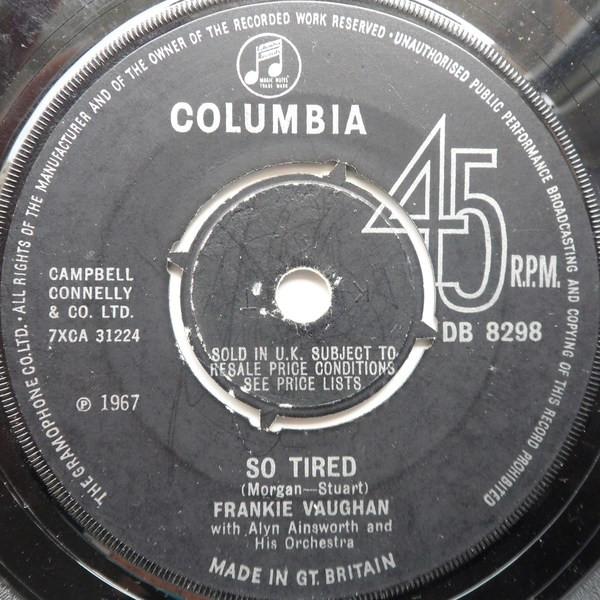 THE GRAMOPHONE CO. LTD. · ALL RIGHTS OF THE MANUFACTURER AND OF THE OWNER OF THE RECORDED WORK RESERVED · UNAUTHORISED PUBLIC PERFORMANCE BROADCASTING AND COPYING OF THIS RECORD PROHIBITED
MAGIC NOTES
TRADE MARK
COLUMBIA
45
R.P.M.
CAMPBELL
CONNELLY
& CO. LTD.
7XCA 31224
DB 8298
SOLD IN U.K. SUBJECT TO
RESALE PRICE CONDITIONS
SEE PRICE LISTS
℗ 1967
SO TIRED
(Morgan—Stuart)
FRANKIE VAUGHAN
with Alyn Ainsworth and
His Orchestra
MADE IN GT. BRITAIN